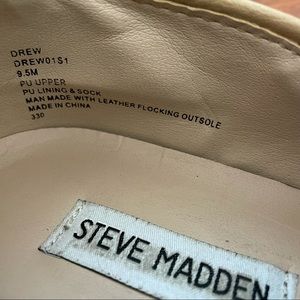 DREW
DREW01S1
9.5M
PU UPPER
PU LINING & SOCK
MAN MADE WITH LEATHER FLOCKING OUTSOLE
MADE IN CHINA
330
STEVE MADDEN